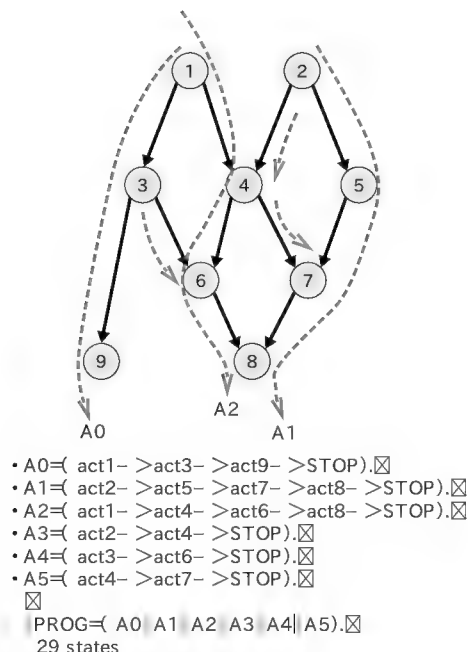 1 2
3 4 5
6 7
9 8
A0 A2 A1
• A0=( act1- >act3- >act9- >STOP).☒
• A1=( act2- >act5- >act7- >act8- >STOP).☒
• A2=( act1- >act4- >act6- >act8- >STOP).☒
• A3=( act2- >act4- >STOP).☒
• A4=( act3- >act6- >STOP).☒
• A5=( act4- >act7- >STOP).☒
☒
|PROG=( A0| A1| A2| A3| A4| A5).☒
29 states